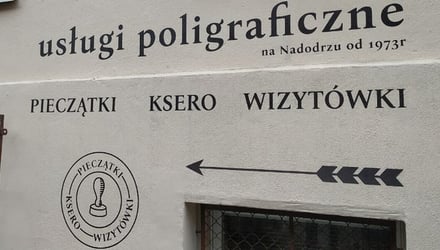 usługi poligraficzne
na Nadodrzu od 1973r
PIECZĄTKI KSERO WIZYTÓWKI
PIECZĄTKI
KSERO
WIZYTÓWKI